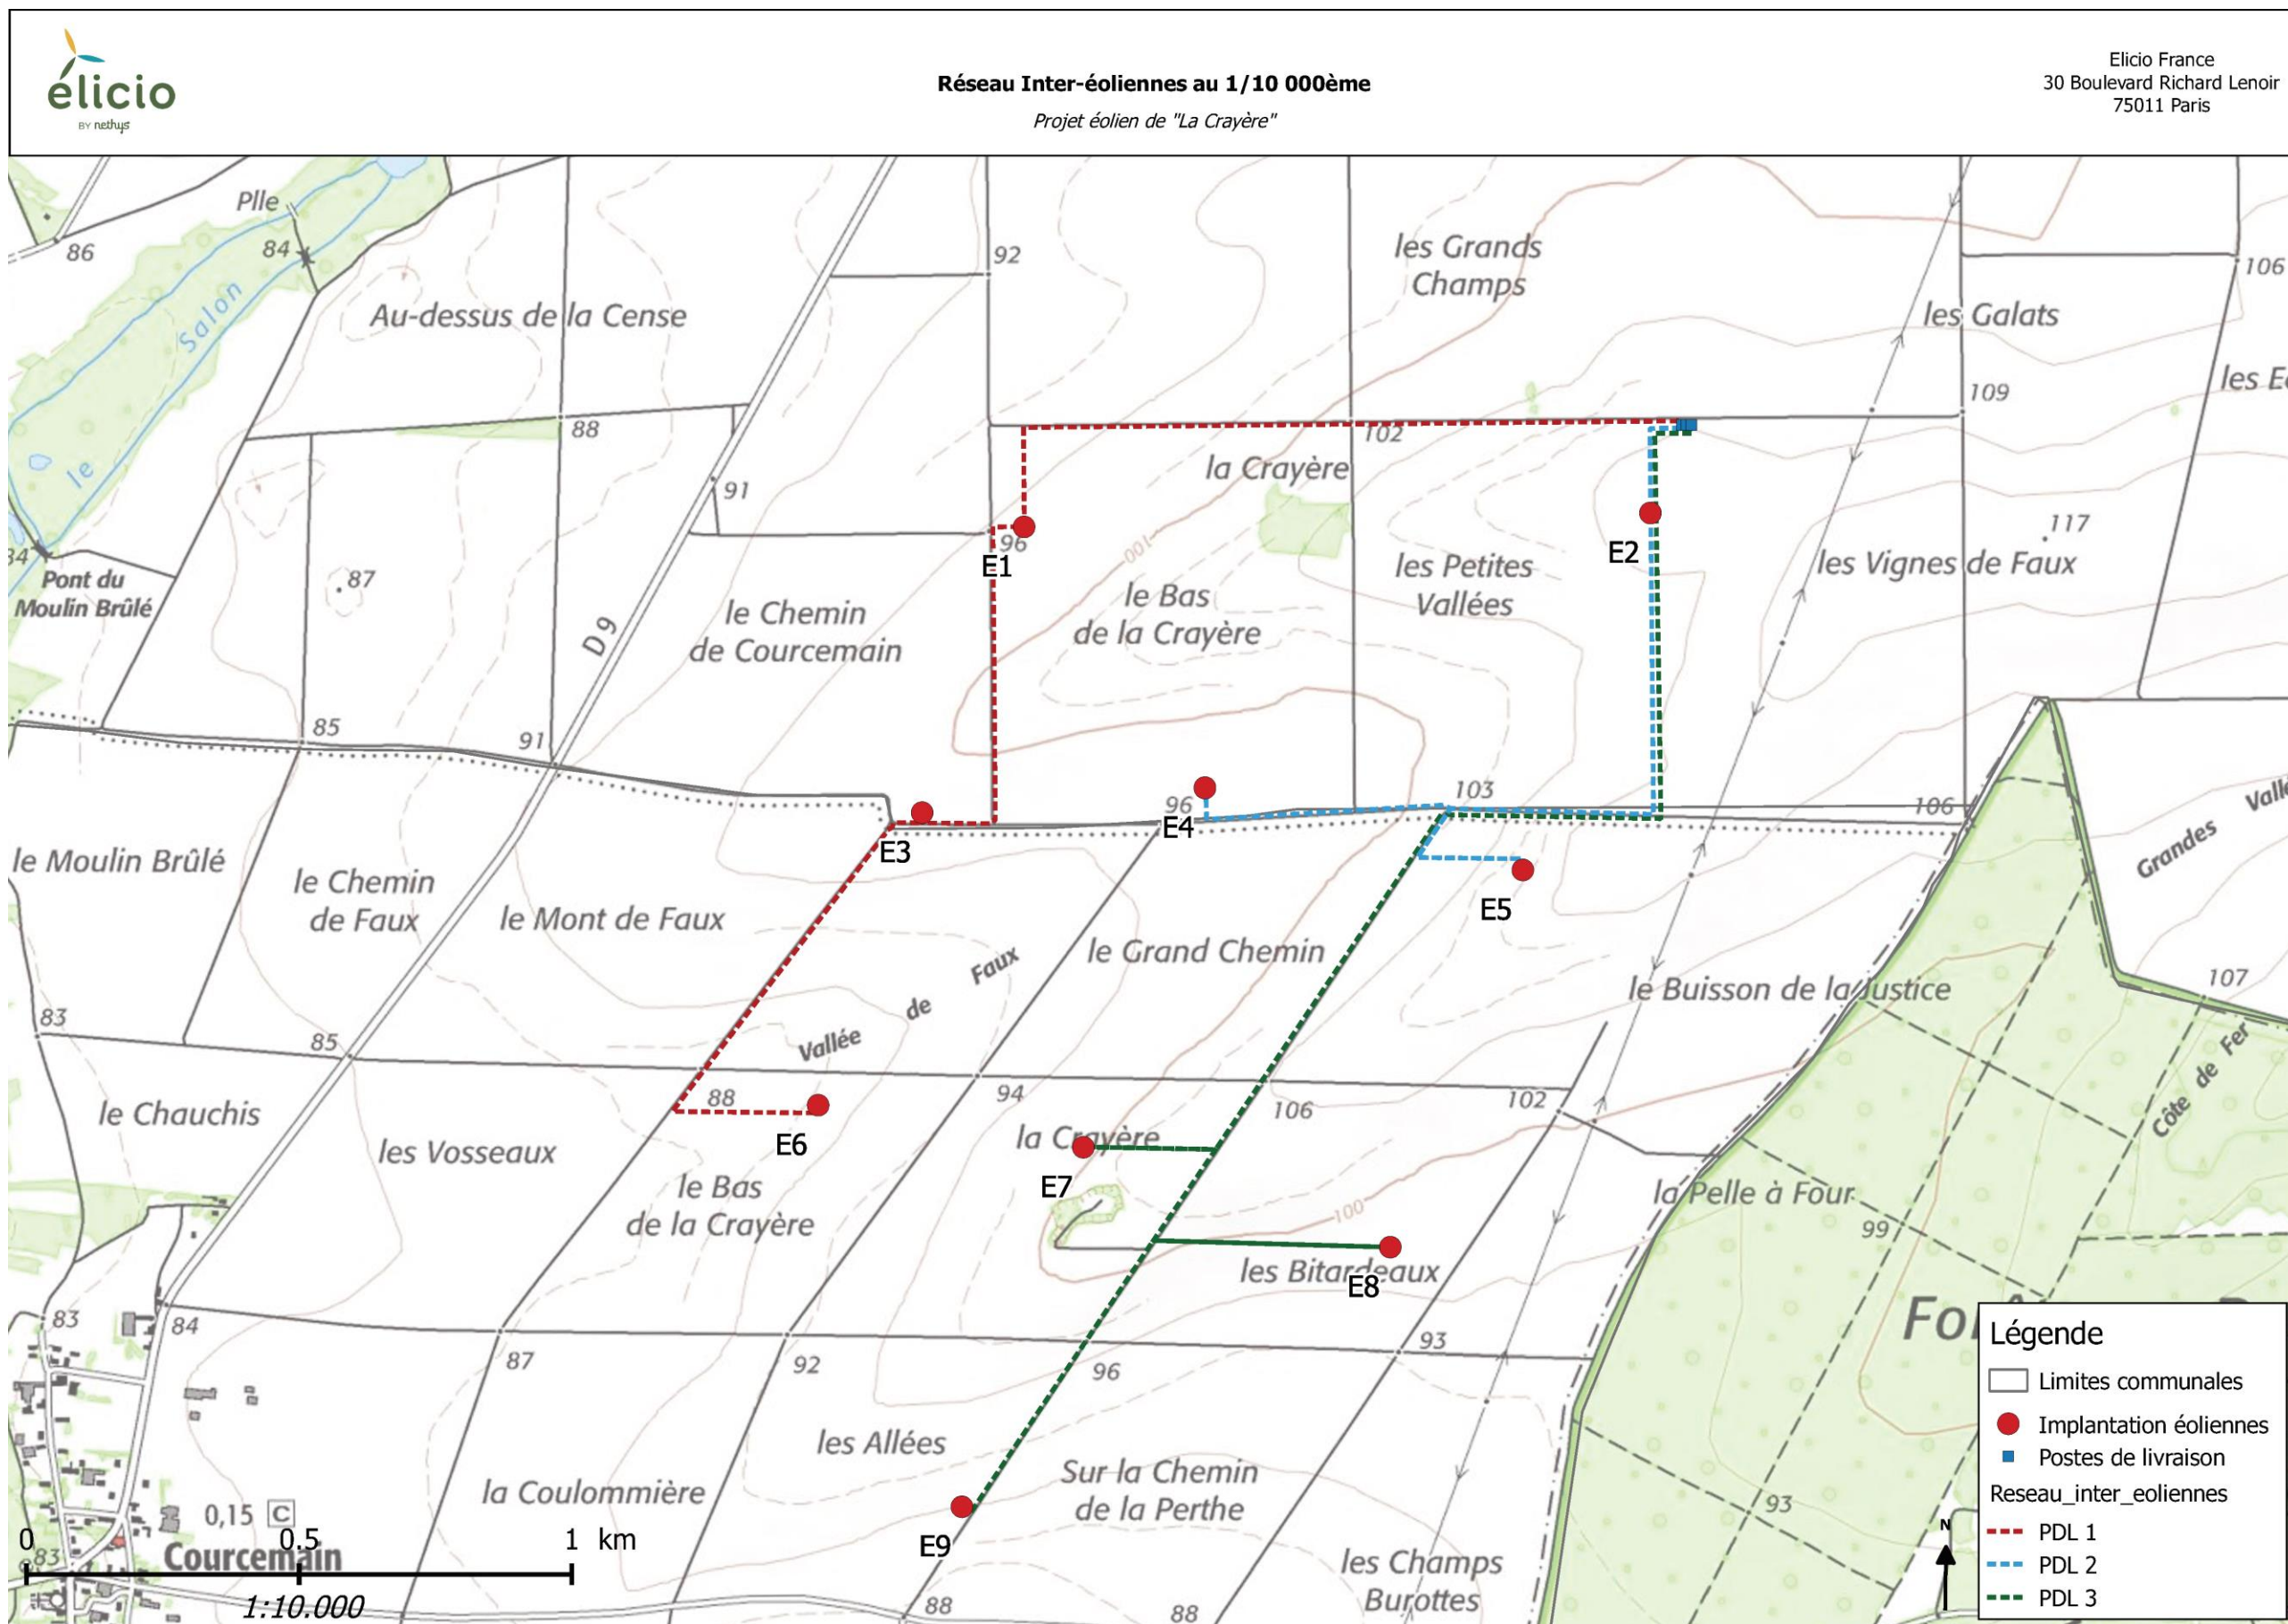 élicio
BY nethys
Réseau Inter-éoliennes au 1/10 000ème
Projet éolien de "La Crayère"
Elicio France
30 Boulevard Richard Lenoir
75011 Paris
Plle
84
86
92
les Grands
Champs
106
le Salon
Au-dessus de la Cense
les Galats
88
102
109
91
la Crayère
96
E1
100
E2
117
Pont du
Moulin Brûlé
87
D 9
le Chemin
de Courcemain
le Bas
de la Crayère
les Petites
Vallées
les Vignes de Faux
85
91
103
96
E4
106
Grandes
E3
le Moulin Brûlé
le Chemin
de Faux
le Mont de Faux
E5
le Grand Chemin
Vallée de Faux
le Buisson de la Justice
107
83
85
88
94
106
102
Côte de Fer
le Chauchis
les Vosseaux
E6
la Crayère
E7
le Bas
de la Crayère
100
la Pelle à Four
99
les Bitardeaux
E8
83
84
87
92
96
93
Légende
Limites communales
Implantation éoliennes
Postes de livraison
Reseau_inter_eoliennes
PDL 1
PDL 2
PDL 3
les Allées
la Coulommière
Sur la Chemin
de la Perthe
93
N
E9
0,15 C
Courcemain
83
les Champs
Burottes
88
88
0 0.5 1 km
1:10.000